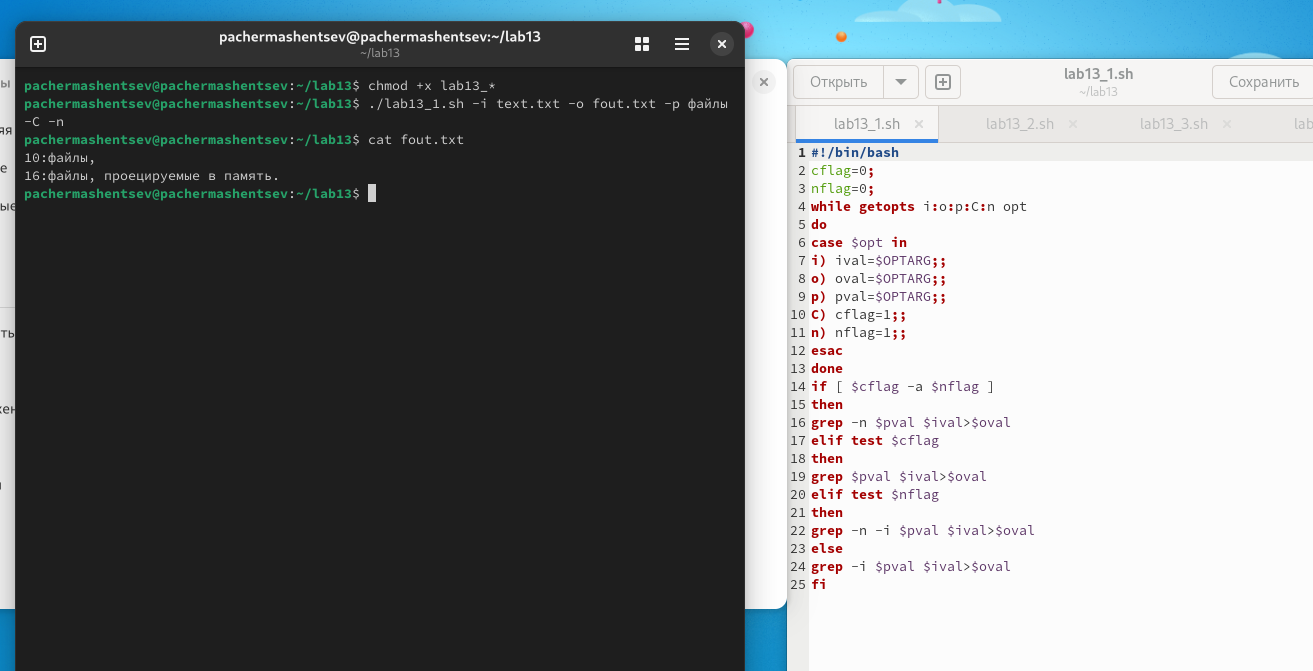 pachermashentsev@pachermashentsev:~/lab13
~/lab13
pachermashentsev@pachermashentsev:~/lab13$ chmod +x lab13_*
pachermashentsev@pachermashentsev:~/lab13$ ./lab13_1.sh -i text.txt -o fout.txt -p файлы
-C -n
pachermashentsev@pachermashentsev:~/lab13$ cat fout.txt
10:файлы,
16:файлы, проецируемые в память.
pachermashentsev@pachermashentsev:~/lab13$
Открыть
lab13_1.sh
~/lab13
Сохранить
lab13_1.sh
lab13_2.sh
lab13_3.sh
lab
1 #!/bin/bash
2 cflag=0;
3 nflag=0;
4 while getopts i:o:p:C:n opt
5 do
6 case $opt in
7 i) ival=$OPTARG;;
8 o) oval=$OPTARG;;
9 p) pval=$OPTARG;;
10 C) cflag=1;;
11 n) nflag=1;;
12 esac
13 done
14 if [ $cflag -a $nflag ]
15 then
16 grep -n $pval $ival>$oval
17 elif test $cflag
18 then
19 grep $pval $ival>$oval
20 elif test $nflag
21 then
22 grep -n -i $pval $ival>$oval
23 else
24 grep -i $pval $ival>$oval
25 fi